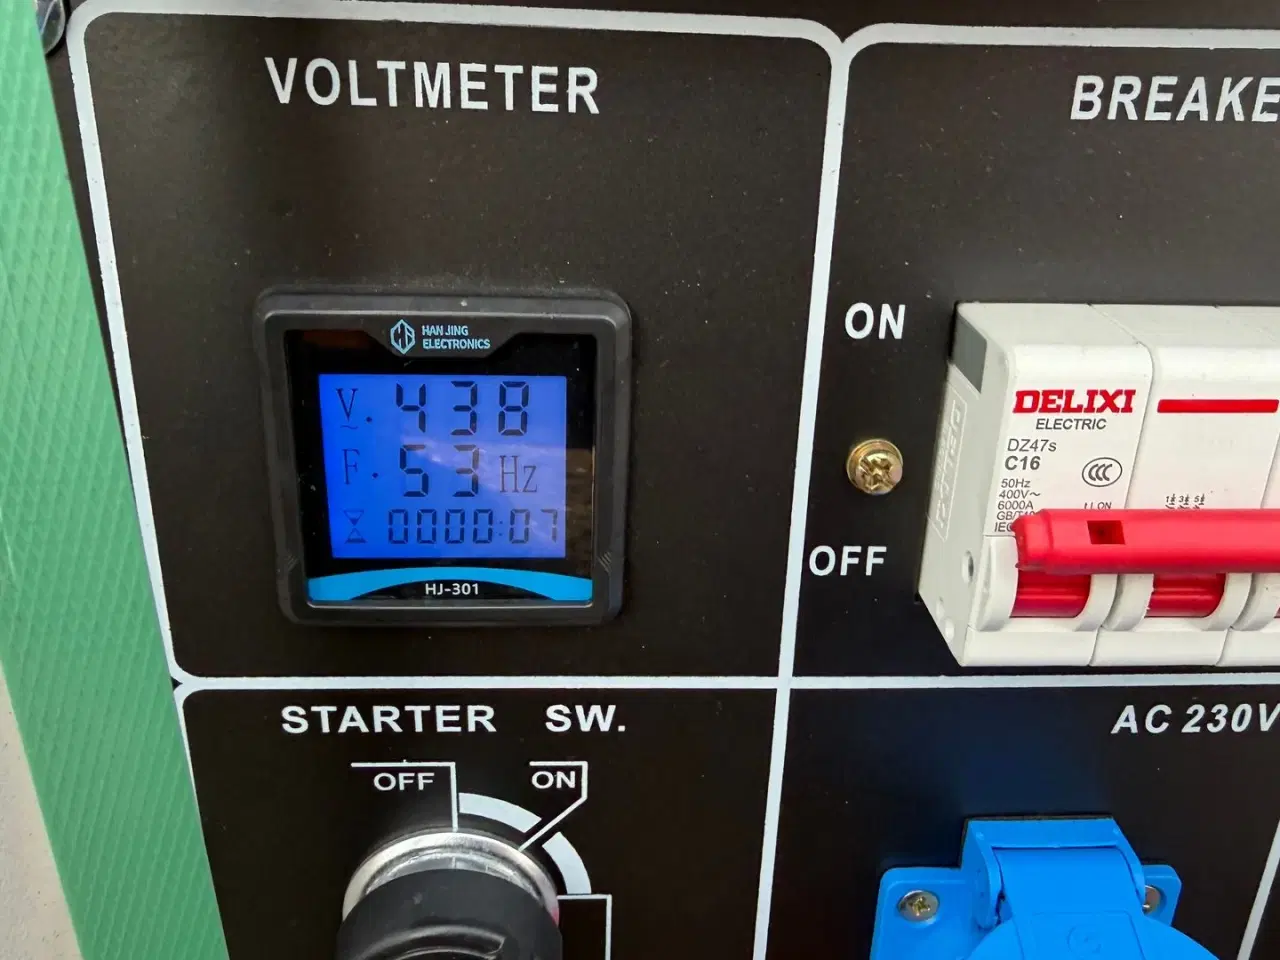 VOLTMETER
HAN JING
ELECTRONICS
V. 438
F. 53 Hz
0000:07
HJ-301
BREAKE
ON
OFF
DELIXI
ELECTRIC
DZ47s
C16
50Hz
400V~
6000A
CCC
STARTER SW.
OFF
ON
AC 230V